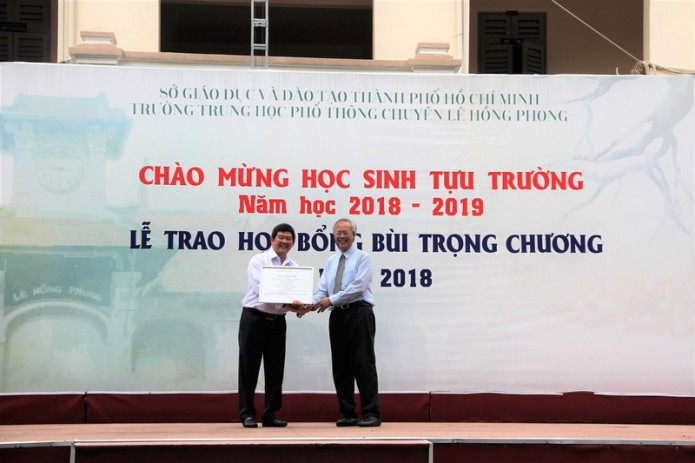 SỞ GIÁO DỤC VÀ ĐÀO TẠO THÀNH PHỐ HỒ CHÍ MINH
TRƯỜNG TRUNG HỌC PHỔ THÔNG CHUYÊN LÊ HỒNG PHONG
CHÀO MỪNG HỌC SINH TỰU TRƯỜNG
Năm học 2018 - 2019
LỄ TRAO HỌ BỔNG BÙI TRỌNG CHƯƠNG
2018
LÊ HỒNG PHONG